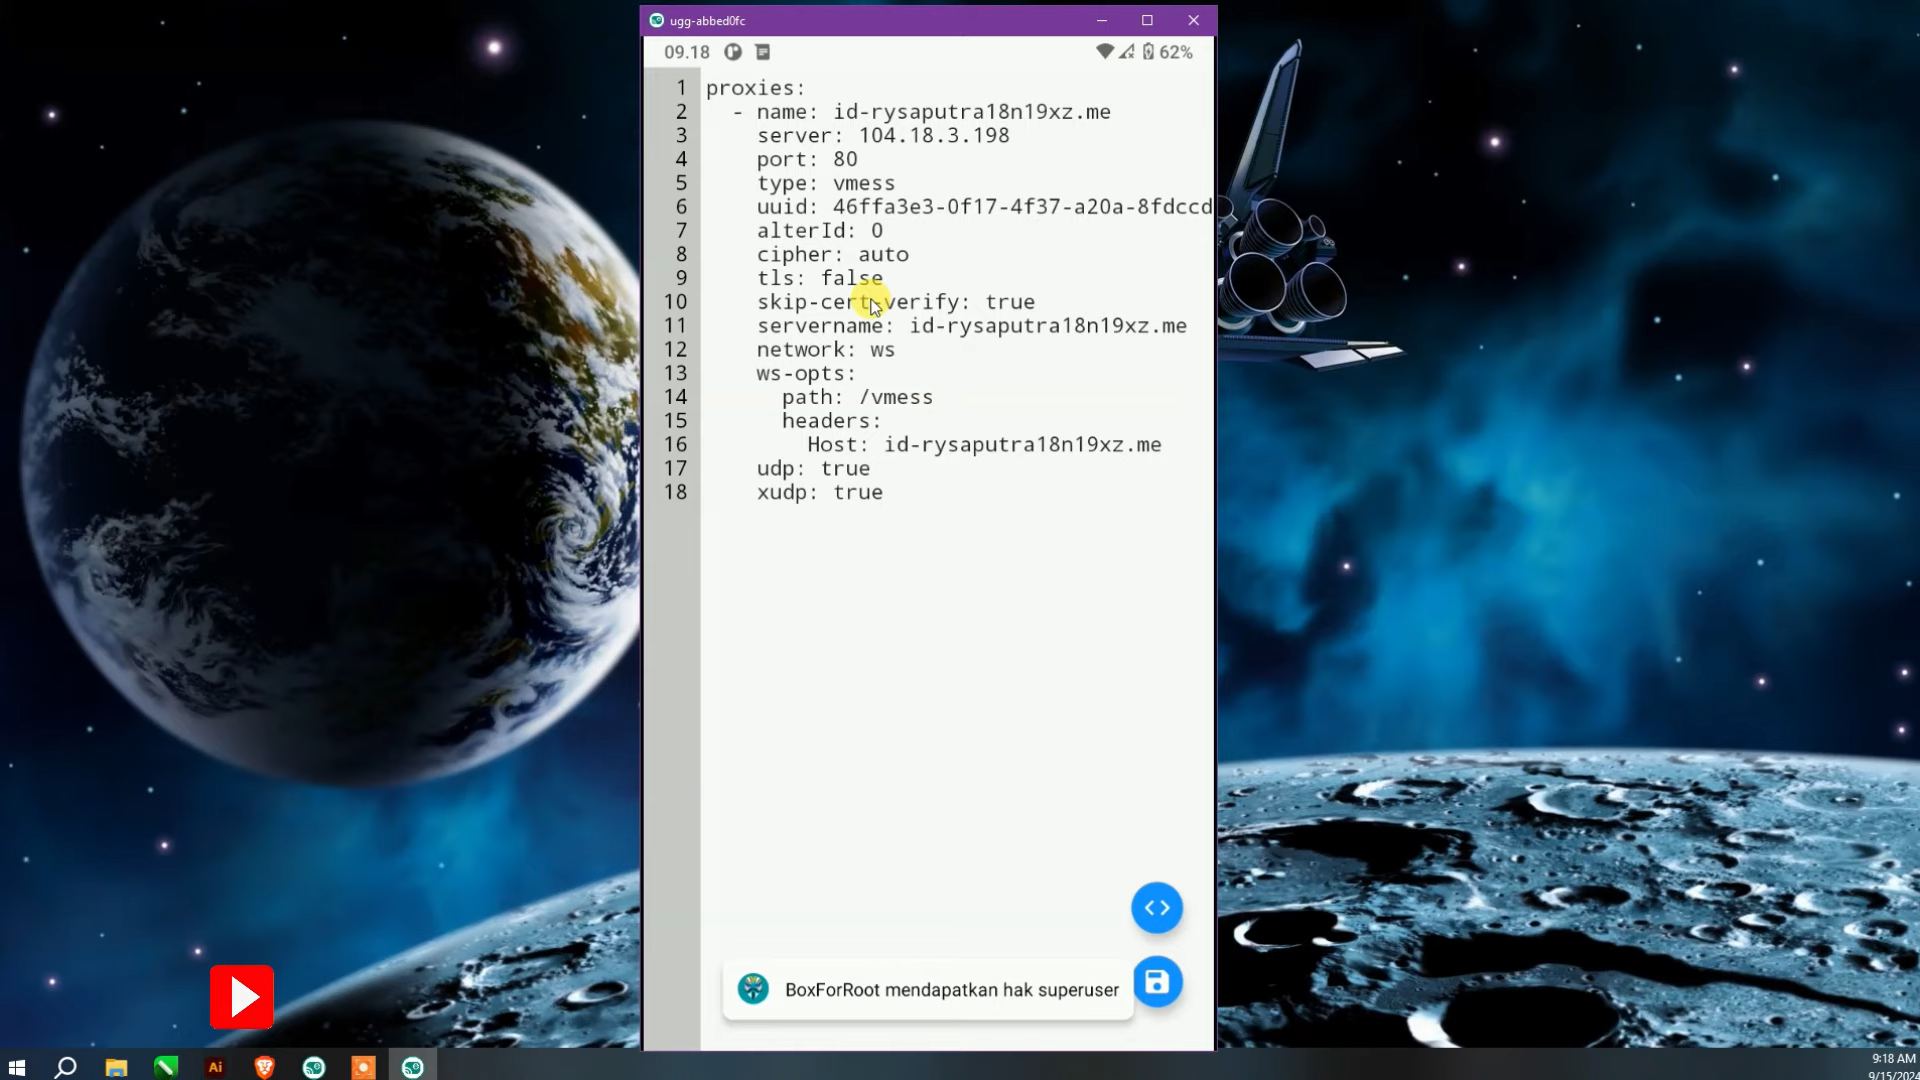 ugg-abbed0fc
09.18
62%
1 proxies:
2 - name: id-rysaputra18n19xz.me
3 server: 104.18.3.198
4 port: 80
5 type: vmess
6 uuid: 46ffa3e3-0f17-4f37-a20a-8fdccd
7 alterId: 0
8 cipher: auto
9 tls: false
10 skip-cert-verify: true
11 servername: id-rysaputra18n19xz.me
12 network: ws
13 ws-opts:
14 path: /vmess
15 headers:
16 Host: id-rysaputra18n19xz.me
17 udp: true
18 xudp: true
BoxForRoot mendapatkan hak superuser
Ai
9:18 AM
9/15/2024